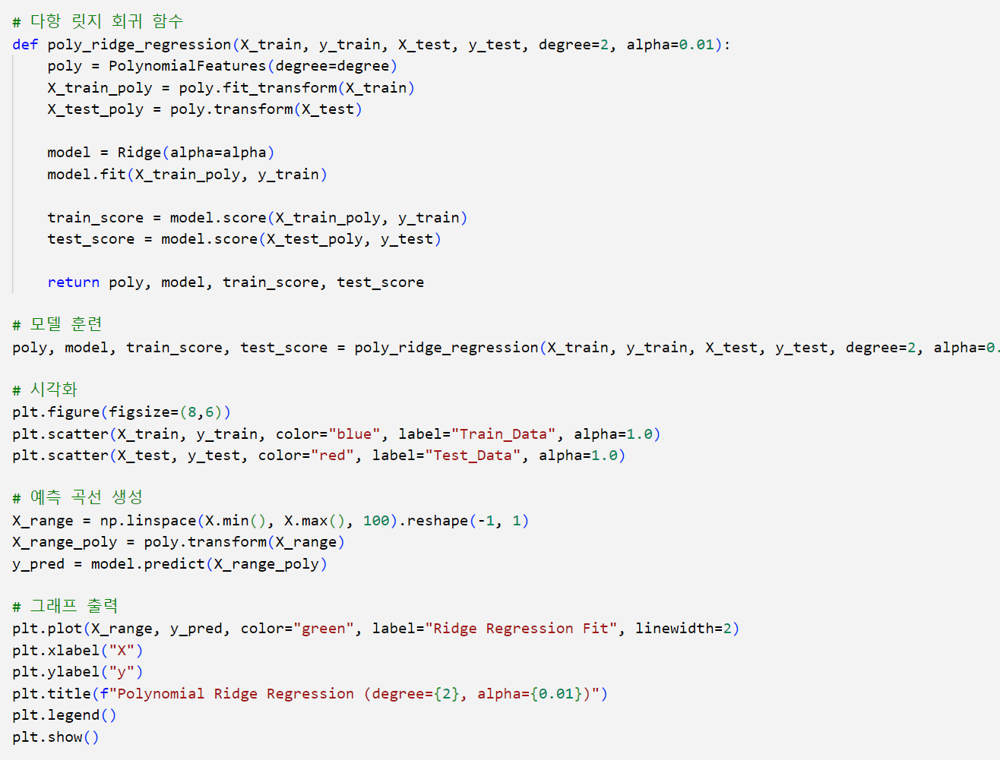 # 다항 릿지 회귀 함수
def poly_ridge_regression(X_train, y_train, X_test, y_test, degree=2, alpha=0.01):
    poly = PolynomialFeatures(degree=degree)
    X_train_poly = poly.fit_transform(X_train)
    X_test_poly = poly.transform(X_test)
    model = Ridge(alpha=alpha)
    model.fit(X_train_poly, y_train)
    train_score = model.score(X_train_poly, y_train)
    test_score = model.score(X_test_poly, y_test)
    return poly, model, train_score, test_score
# 모델 훈련
poly, model, train_score, test_score = poly_ridge_regression(X_train, y_train, X_test, y_test, degree=2, alpha=0.
# 시각화
plt.figure(figsize=(8,6))
plt.scatter(X_train, y_train, color="blue", label="Train_Data", alpha=1.0)
plt.scatter(X_test, y_test, color="red", label="Test_Data", alpha=1.0)
# 예측 곡선 생성
X_range = np.linspace(X.min(), X.max(), 100).reshape(-1, 1)
X_range_poly = poly.transform(X_range)
y_pred = model.predict(X_range_poly)
# 그래프 출력
plt.plot(X_range, y_pred, color="green", label="Ridge Regression Fit", linewidth=2)
plt.xlabel("X")
plt.ylabel("y")
plt.title(f"Polynomial Ridge Regression (degree={2}, alpha={0.01})")
plt.legend()
plt.show()